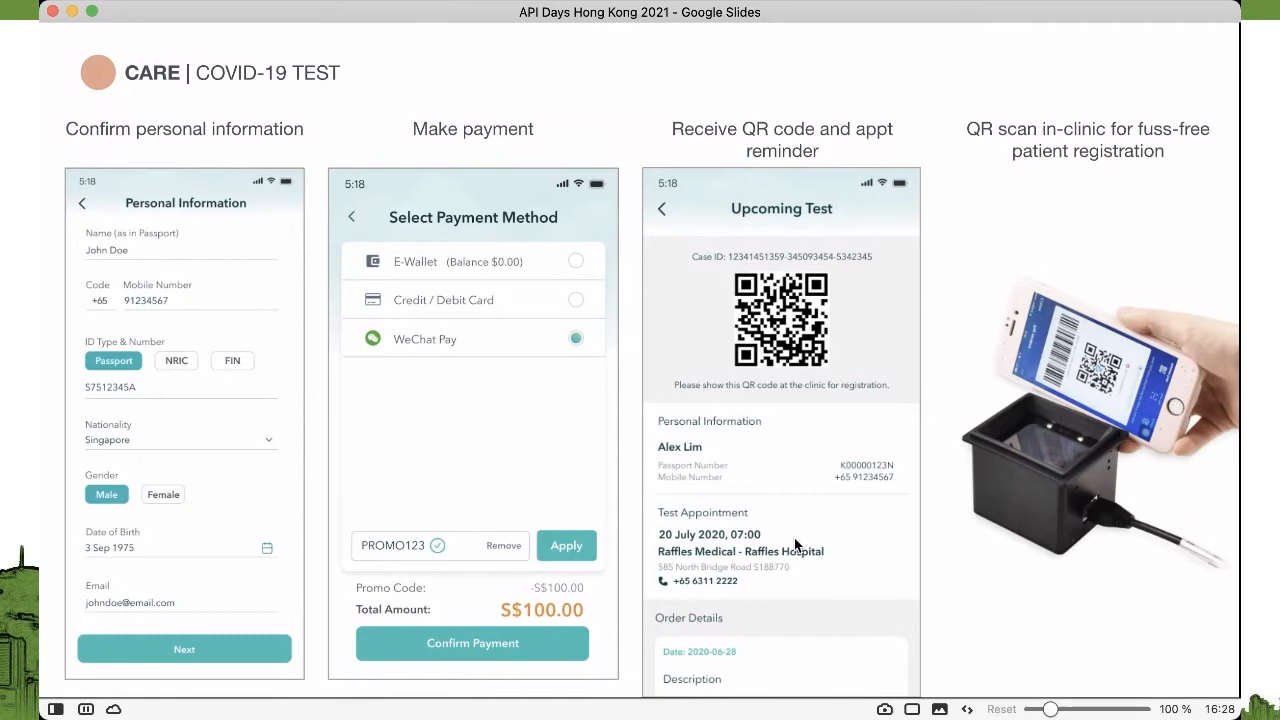 API Days Hong Kong 2021 - Google Slides
CARE | COVID-19 TEST
Confirm personal information
5:18
Personal Information
Name (as in Passport)
John Doe
Code Mobile Number
+65 91234567
ID Type & Number
Passport NRIC FIN
S7512345A
Nationality
Singapore
Gender
Male Female
Date of Birth
3 Sep 1975
Email
johndoe@email.com
Next
Make payment
5:18
Select Payment Method
E-Wallet (Balance $0.00)
Credit / Debit Card
WeChat Pay
PROMO123 Remove Apply
Promo Code: -S$100.00
Total Amount: S$100.00
Confirm Payment
Receive QR code and appt
reminder
5:18
Upcoming Test
Case ID: 12341451359-345093454-5342345
Please show this QR code at the clinic for registration.
Personal Information
Alex Lim
Passport Number K00000123N
Mobile Number +65 91234567
Test Appointment
20 July 2020, 07:00
Raffles Medical - Raffles Hospital
585 North Bridge Road S188770
+65 6311 2222
Order Details
Date: 2020-06-28
Description
QR scan in-clinic for fuss-free
patient registration
Reset 100 % 16:28